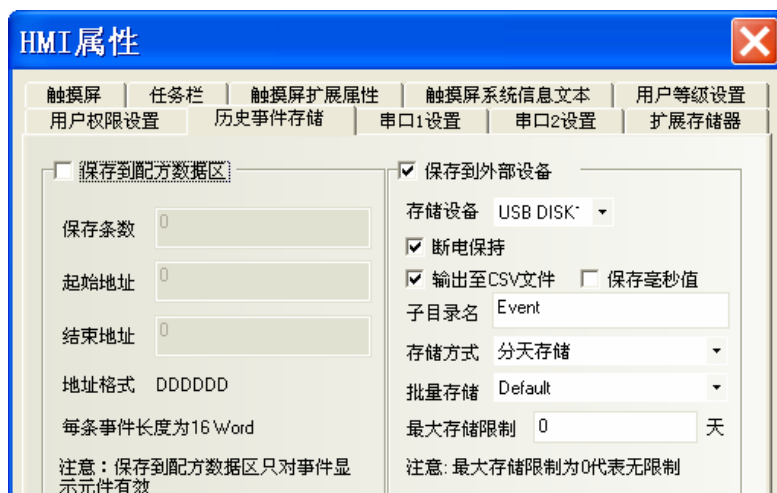 HMI属性
触摸屏 任务栏 触摸屏扩展属性 触摸屏系统信息文本 用户等级设置
用户权限设置 历史事件存储 串口1设置 串口2设置 扩展存储器
保存到配方数据区
保存条数 0
起始地址 0
结束地址 0
地址格式 DDDDDD
每条事件长度为16 Word
注意：保存到配方数据区只对事件显
示元件有效
保存到外部设备
存储设备 USB DISK
断电保持
输出至CSV文件 保存毫秒值
子目录名 Event
存储方式 分天存储
批量存储 Default
最大存储限制 0 天
注意: 最大存储限制为0代表无限制